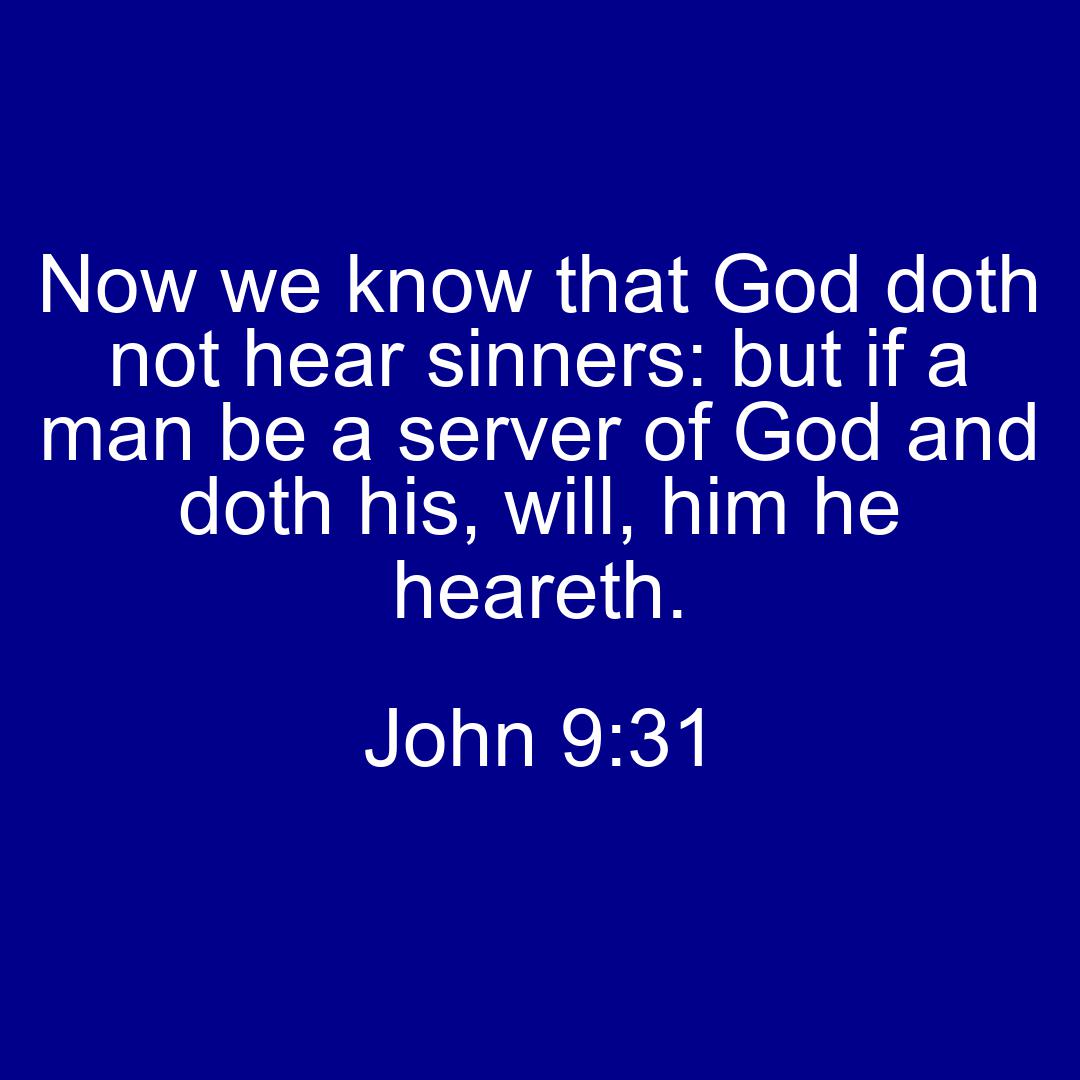 Now we know that God doth
not hear sinners: but if a
man be a server of God and
doth his, will, him he
heareth.
John 9:31